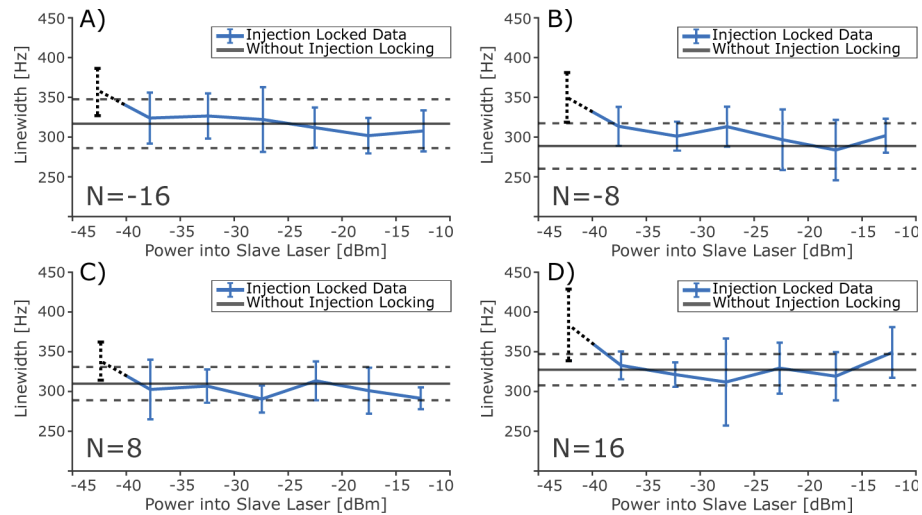 A)
Injection Locked Data
Without Injection Locking
Linewidth [Hz]
450
400
350
300
250
N=-16
-45 -40 -35 -30 -25 -20 -15 -10
Power into Slave Laser [dBm]
B)
Injection Locked Data
Without Injection Locking
Linewidth [Hz]
450
400
350
300
250
N=-8
-45 -40 -35 -30 -25 -20 -15 -10
Power into Slave Laser [dBm]
C)
Injection Locked Data
Without Injection Locking
Linewidth [Hz]
450
400
350
300
250
N=8
-45 -40 -35 -30 -25 -20 -15 -10
Power into Slave Laser [dBm]
D)
Injection Locked Data
Without Injection Locking
Linewidth [Hz]
450
400
350
300
250
N=16
-45 -40 -35 -30 -25 -20 -15 -10
Power into Slave Laser [dBm]